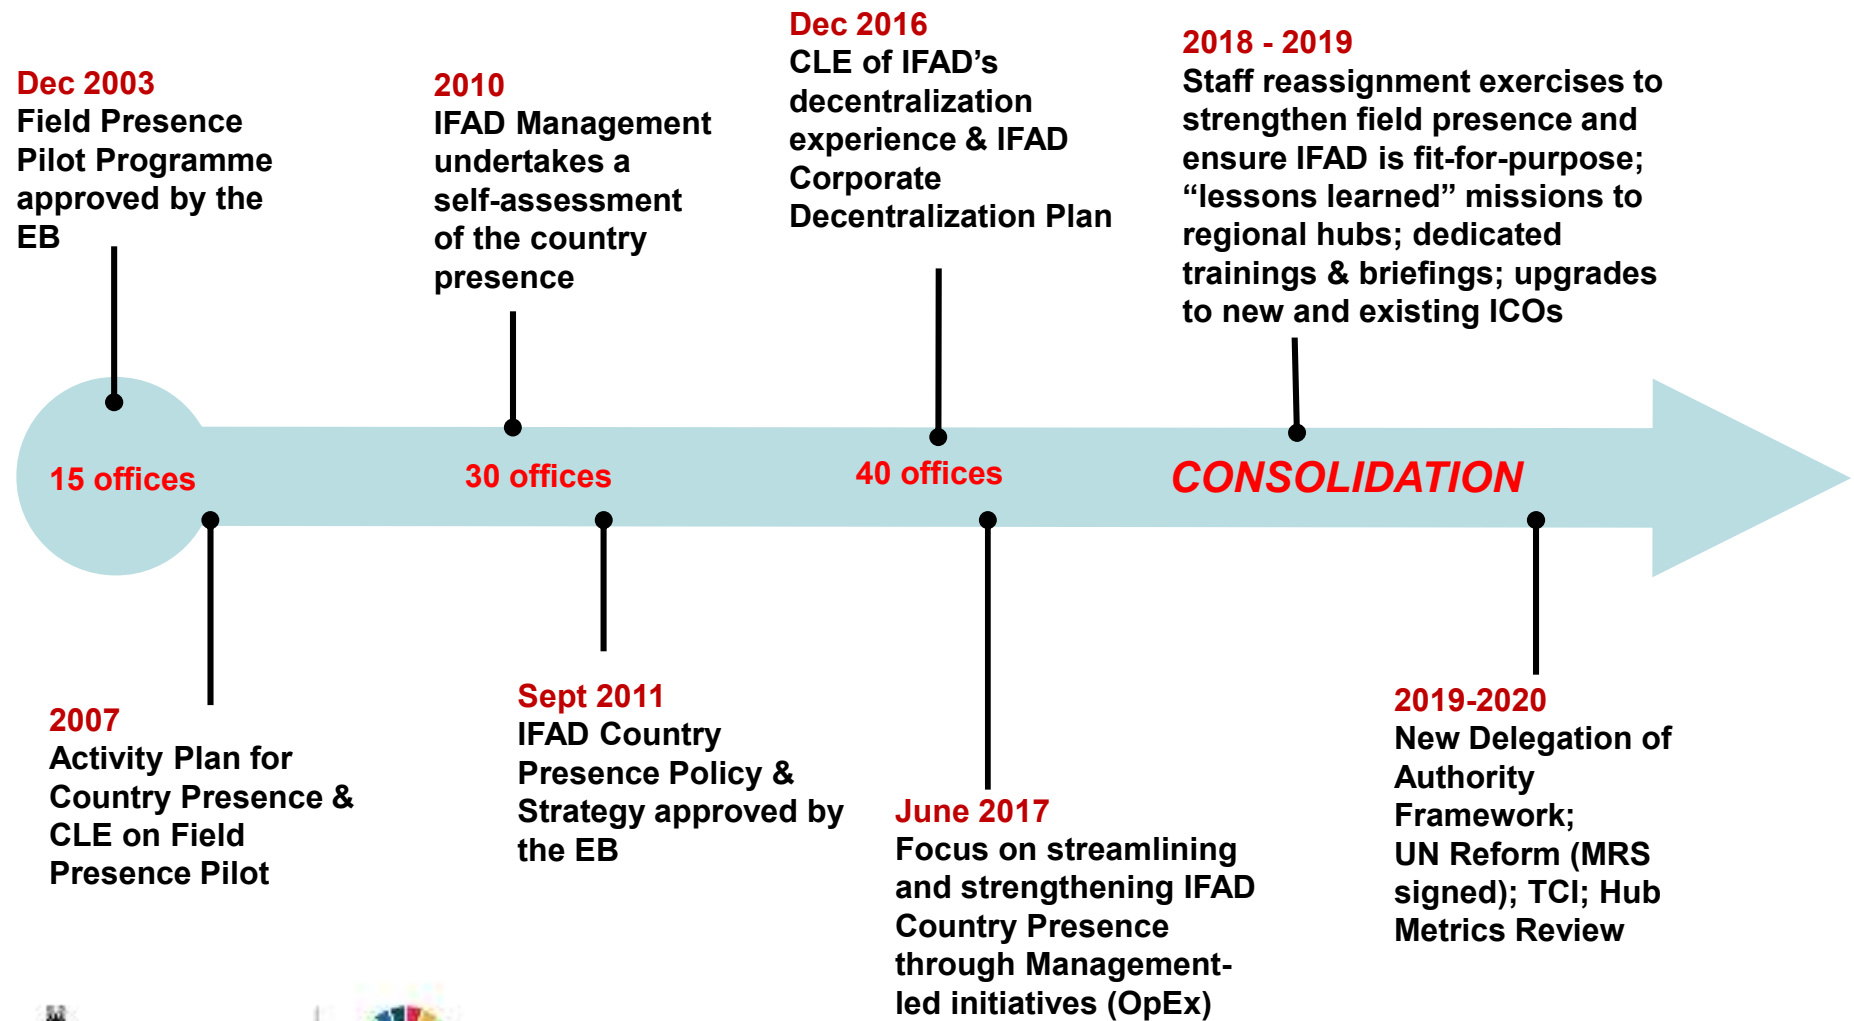 Dec 2003
Field Presence
Pilot Programme
approved by the
EB
2010
IFAD Management
undertakes a
self-assessment
of the country
presence
Dec 2016
CLE of IFAD’s
decentralization
experience & IFAD
Corporate
Decentralization Plan
2018 - 2019
Staff reassignment exercises to
strengthen field presence and
ensure IFAD is fit-for-purpose;
“lessons learned” missions to
regional hubs; dedicated
trainings & briefings; upgrades
to new and existing ICOs
15 offices
30 offices
40 offices
CONSOLIDATION
2007
Activity Plan for
Country Presence &
CLE on Field
Presence Pilot
Sept 2011
IFAD Country
Presence Policy &
Strategy approved by
the EB
June 2017
Focus on streamlining
and strengthening IFAD
Country Presence
through Management-
led initiatives (OpEx)
2019-2020
New Delegation of
Authority
Framework;
UN Reform (MRS
signed); TCI; Hub
Metrics Review